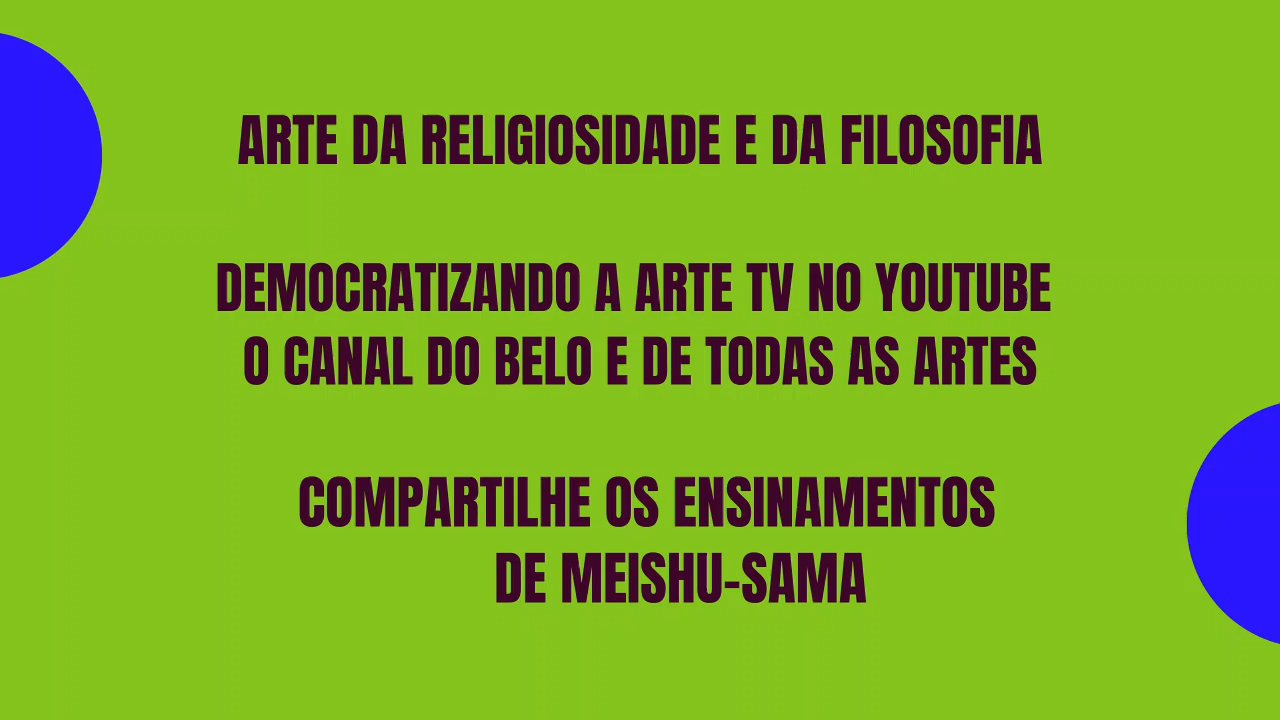 ARTE DA RELIGIOSIDADE E DA FILOSOFIA
DEMOCRATIZANDO A ARTE TV NO YOUTUBE
O CANAL DO BELO E DE TODAS AS ARTES
COMPARTILHE OS ENSINAMENTOS
DE MEISHU-SAMA